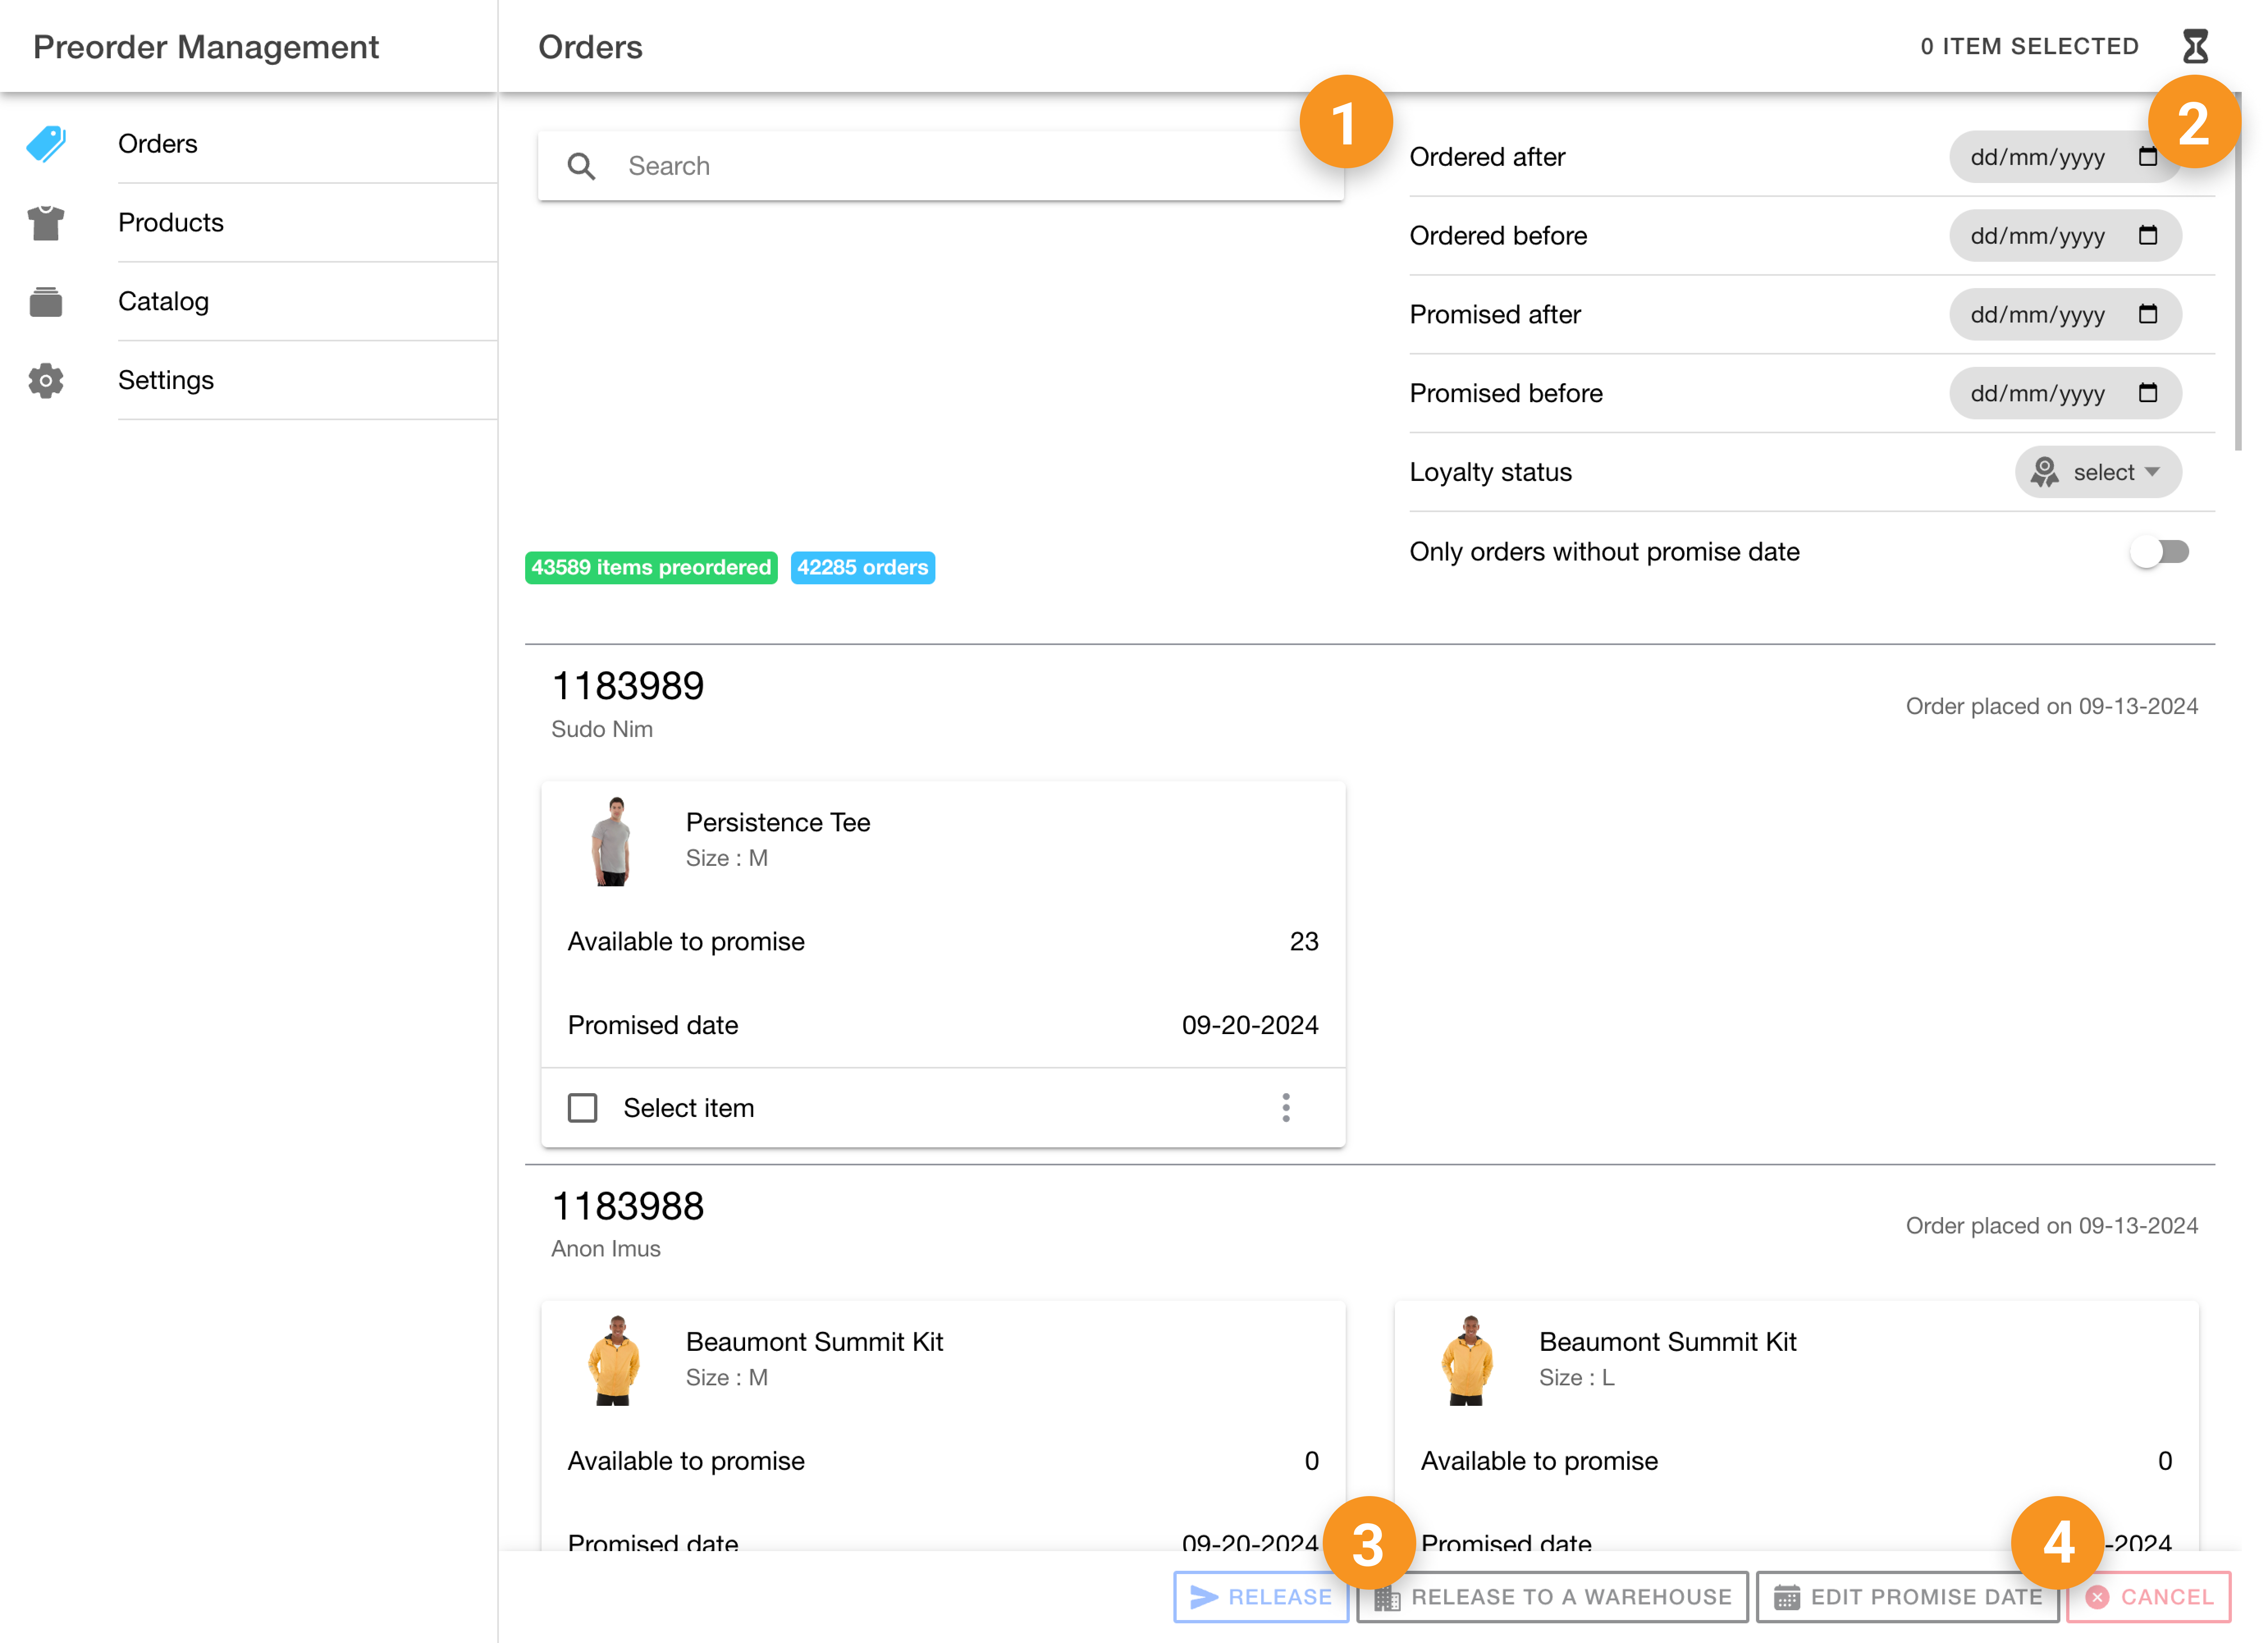 Preorder Management
Orders
0 ITEM SELECTED
Orders
Products
Catalog
Settings
1
2
Search
Ordered after
dd/mm/yyyy
Ordered before
dd/mm/yyyy
Promised after
dd/mm/yyyy
Promised before
dd/mm/yyyy
Loyalty status
select
Only orders without promise date
43589 items preordered
42285 orders
1183989
Sudo Nim
Order placed on 09-13-2024
Persistence Tee
Size : M
Available to promise
23
Promised date
09-20-2024
Select item
1183988
Anon Imus
Order placed on 09-13-2024
Beaumont Summit Kit
Size : M
Available to promise
0
Promised date
09-20-2024
Beaumont Summit Kit
Size : L
Available to promise
0
Promised date
-2024
3
4
RELEASE
RELEASE TO A WAREHOUSE
EDIT PROMISE DATE
CANCEL